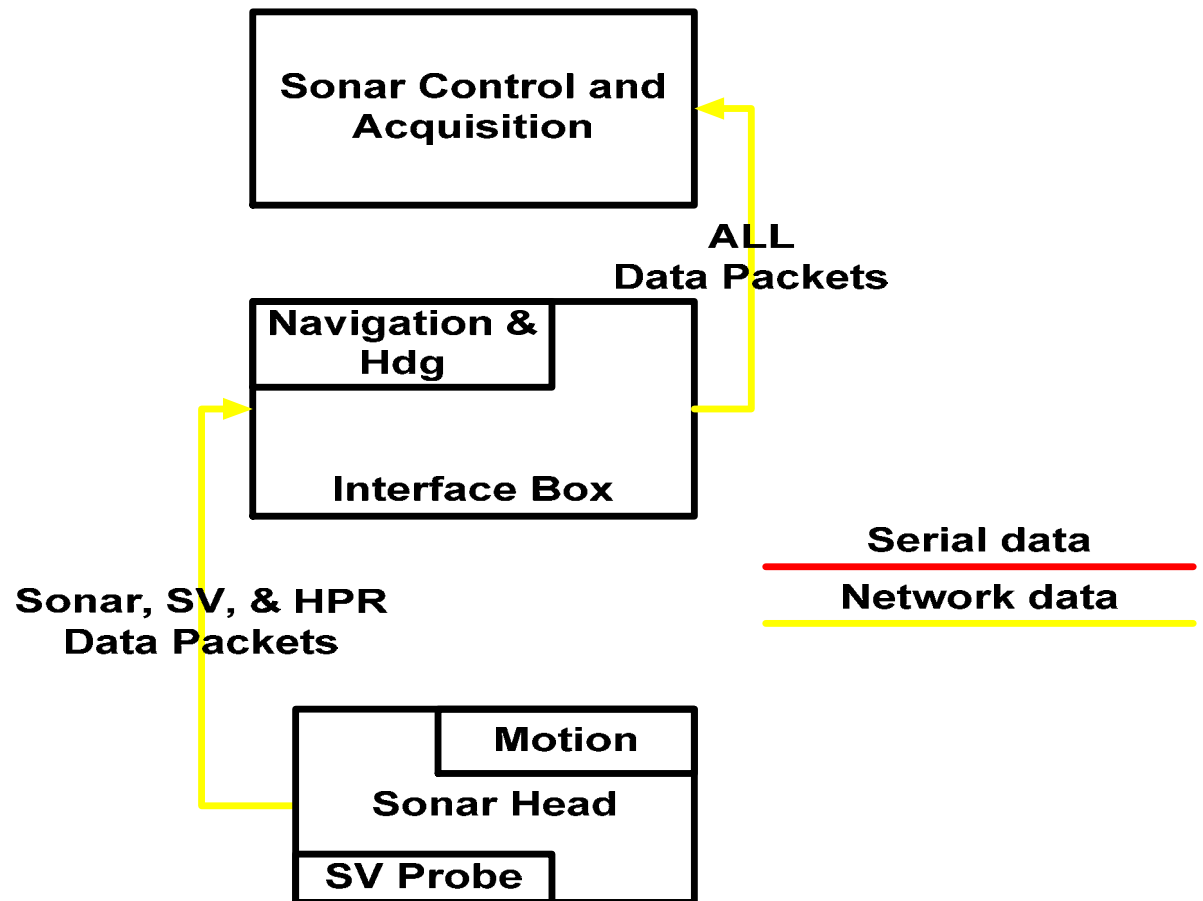 Sonar Control and
Acquisition
ALL
Data Packets
Navigation &
Hdg
Interface Box
Serial data
Network data
Sonar, SV, & HPR
Data Packets
Motion
Sonar Head
SV Probe